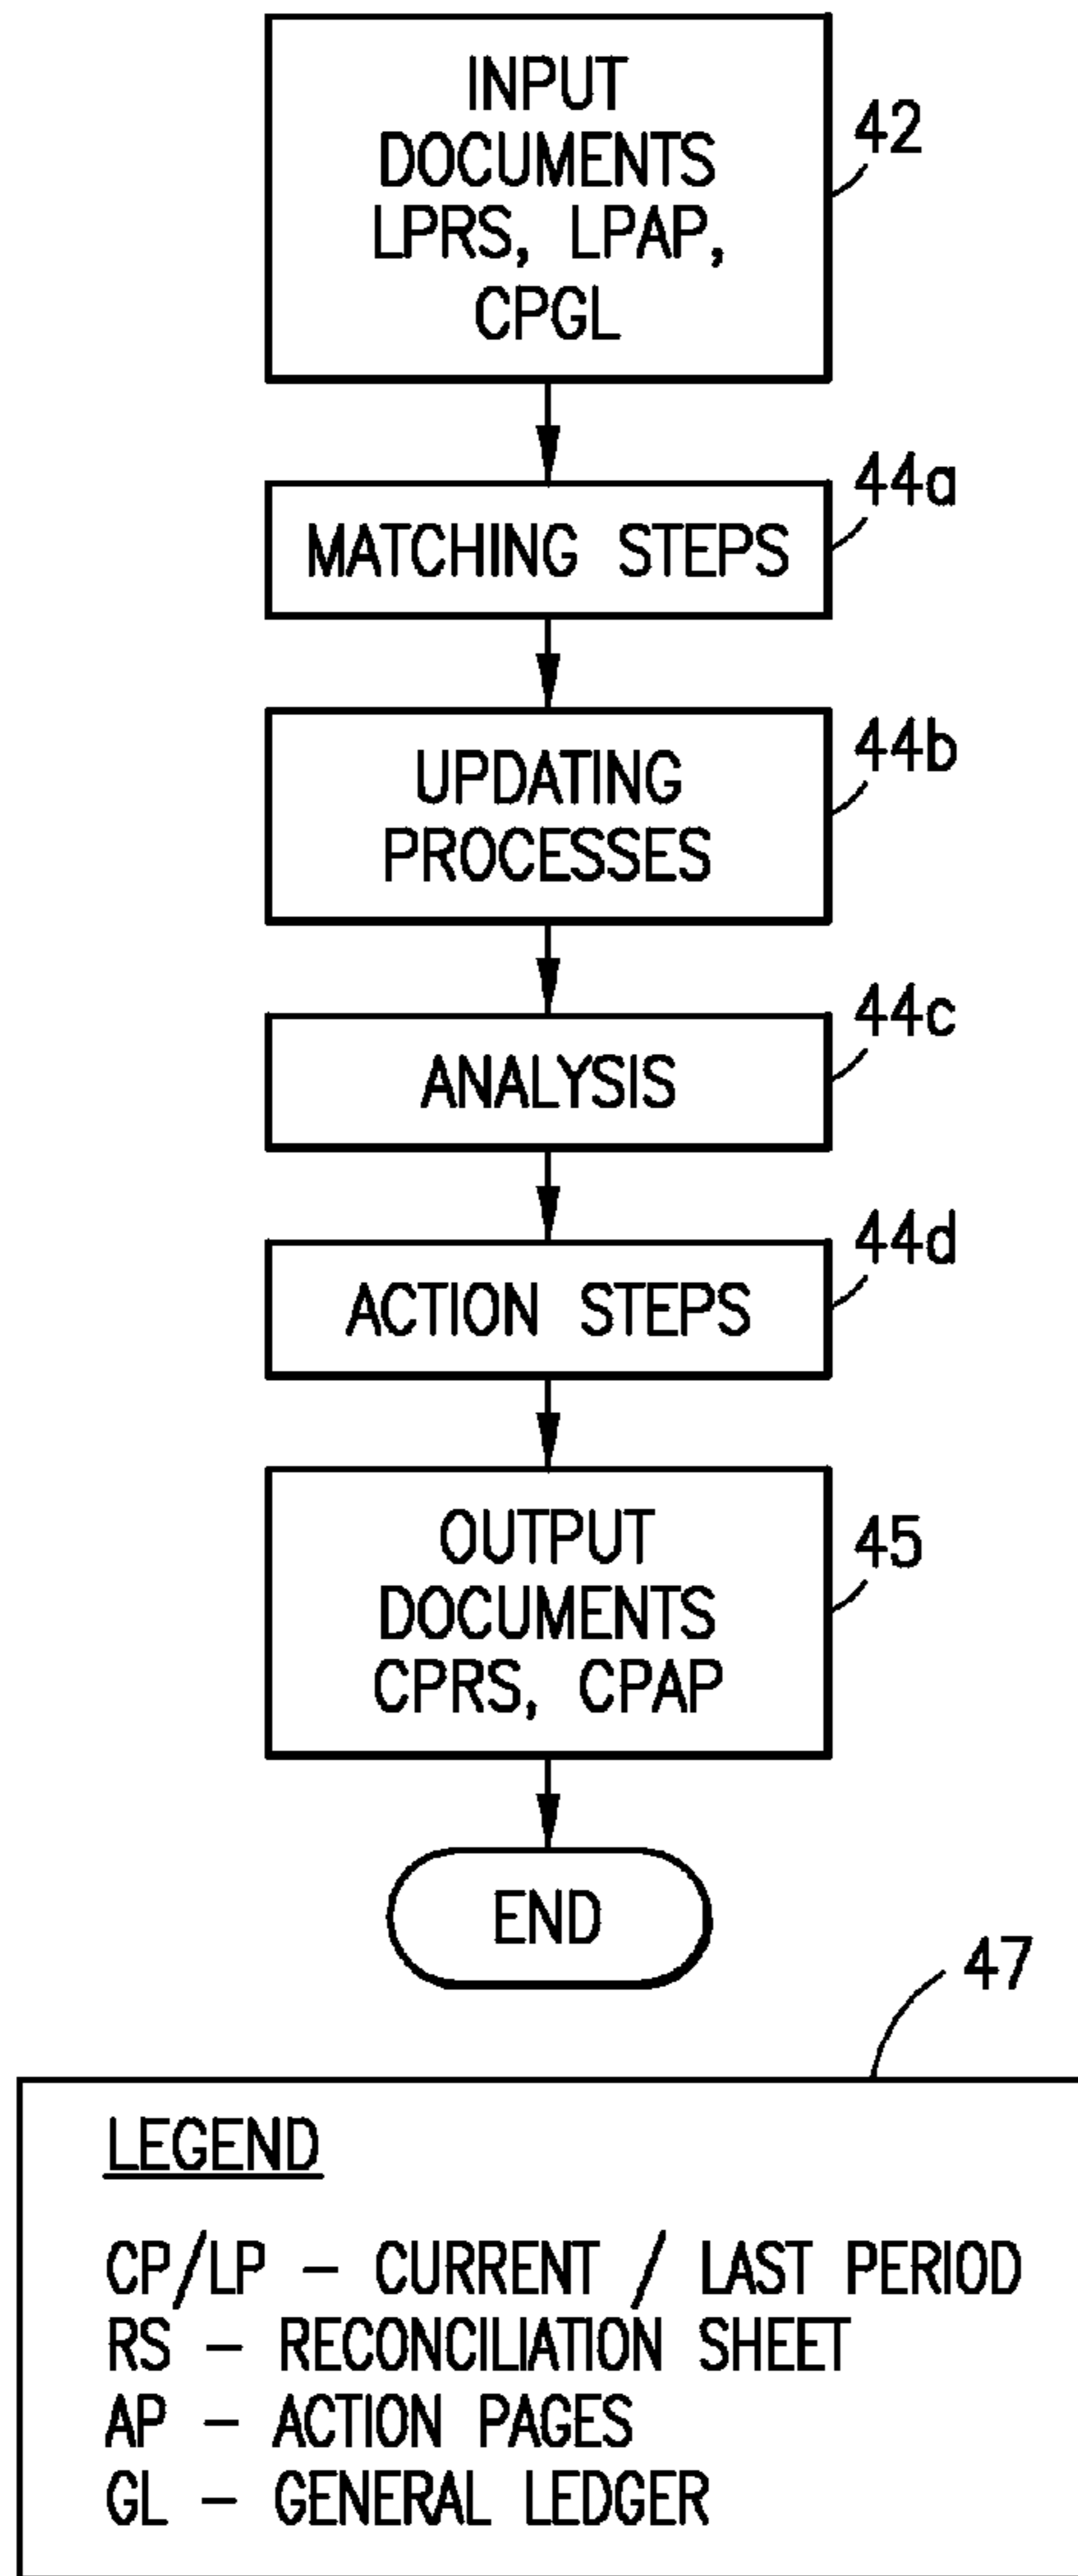 INPUT
DOCUMENTS
LPRS, LPAP,
CPGL
42
MATCHING STEPS
44a
UPDATING
PROCESSES
44b
ANALYSIS
44c
ACTION STEPS
44d
OUTPUT
DOCUMENTS
CPRS, CPAP
45
END
47
LEGEND
CP/LP – CURRENT / LAST PERIOD
RS – RECONCILIATION SHEET
AP – ACTION PAGES
GL – GENERAL LEDGER